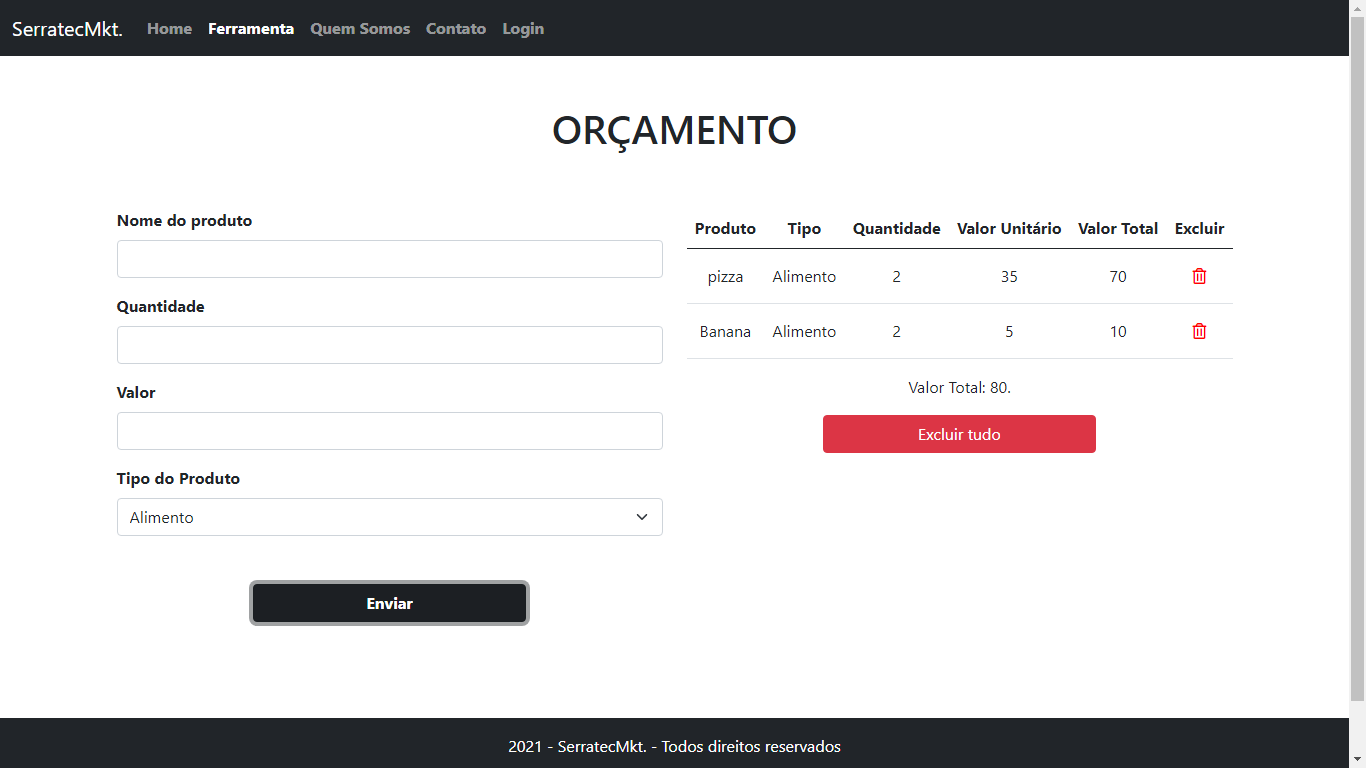 SerratecMkt. Home Ferramenta Quem Somos Contato Login
ORÇAMENTO
Nome do produto
Quantidade
Valor
Tipo do Produto
Alimento
Enviar
Produto Tipo Quantidade Valor Unitário Valor Total Excluir
pizza Alimento 2 35 70
Banana Alimento 2 5 10
Valor Total: 80.
Excluir tudo
2021 - SerratecMkt. - Todos direitos reservados